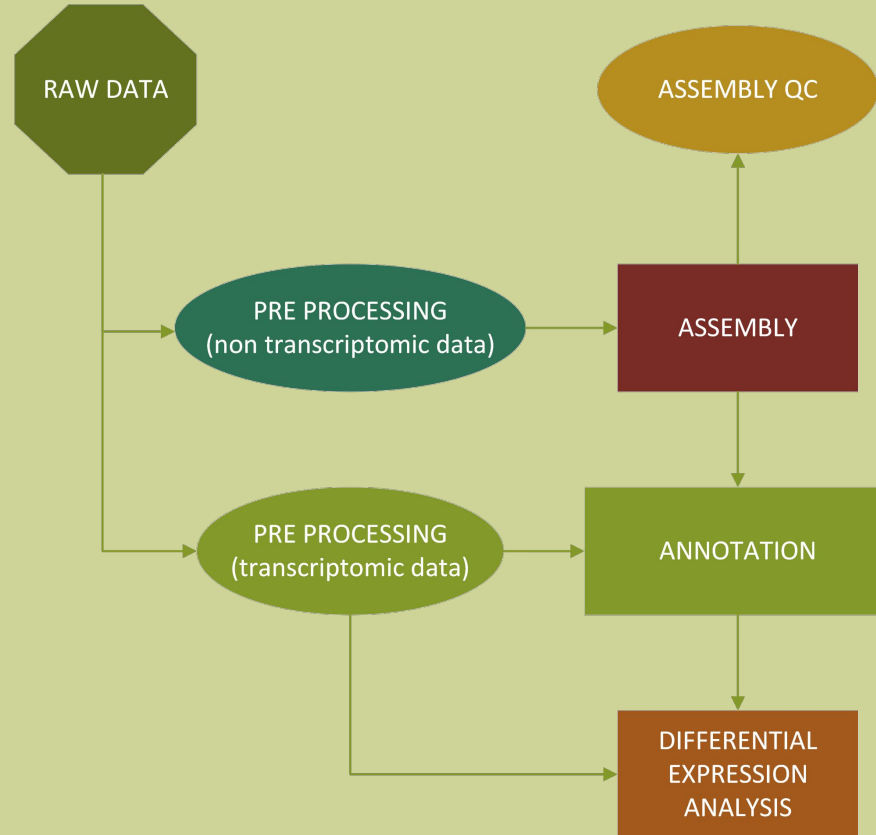 RAW DATA
ASSEMBLY QC
PRE PROCESSING
(non transcriptomic data)
ASSEMBLY
PRE PROCESSING
(transcriptomic data)
ANNOTATION
DIFFERENTIAL
EXPRESSION
ANALYSIS